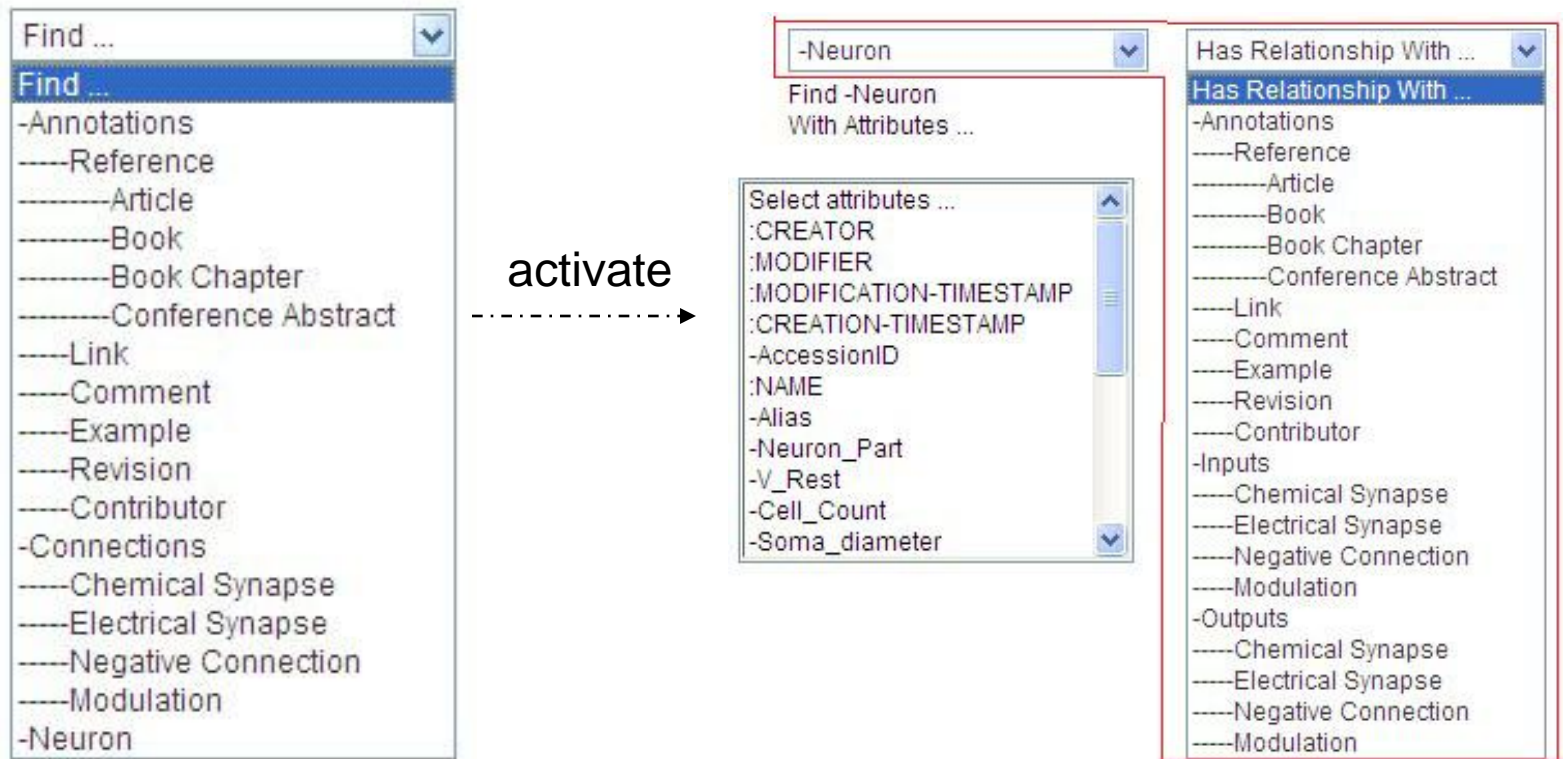 Find ...
Find ...
-Annotations
-----Reference
---------Article
---------Book
---------Book Chapter
---------Conference Abstract
-----Link
-----Comment
-----Example
-----Revision
-----Contributor
-Connections
-----Chemical Synapse
-----Electrical Synapse
-----Negative Connection
-----Modulation
-Neuron
activate
-Neuron
Find -Neuron
With Attributes ...
Select attributes ...
:CREATOR
:MODIFIER
:MODIFICATION-TIMESTAMP
:CREATION-TIMESTAMP
-AccessionID
:NAME
-Alias
-Neuron_Part
-V_Rest
-Cell_Count
-Soma_diameter
Has Relationship With ...
Has Relationship With ...
-Annotations
-----Reference
---------Article
---------Book
---------Book Chapter
---------Conference Abstract
-----Link
-----Comment
-----Example
-----Revision
-----Contributor
-Inputs
-----Chemical Synapse
-----Electrical Synapse
-----Negative Connection
-----Modulation
-Outputs
-----Chemical Synapse
-----Electrical Synapse
-----Negative Connection
-----Modulation